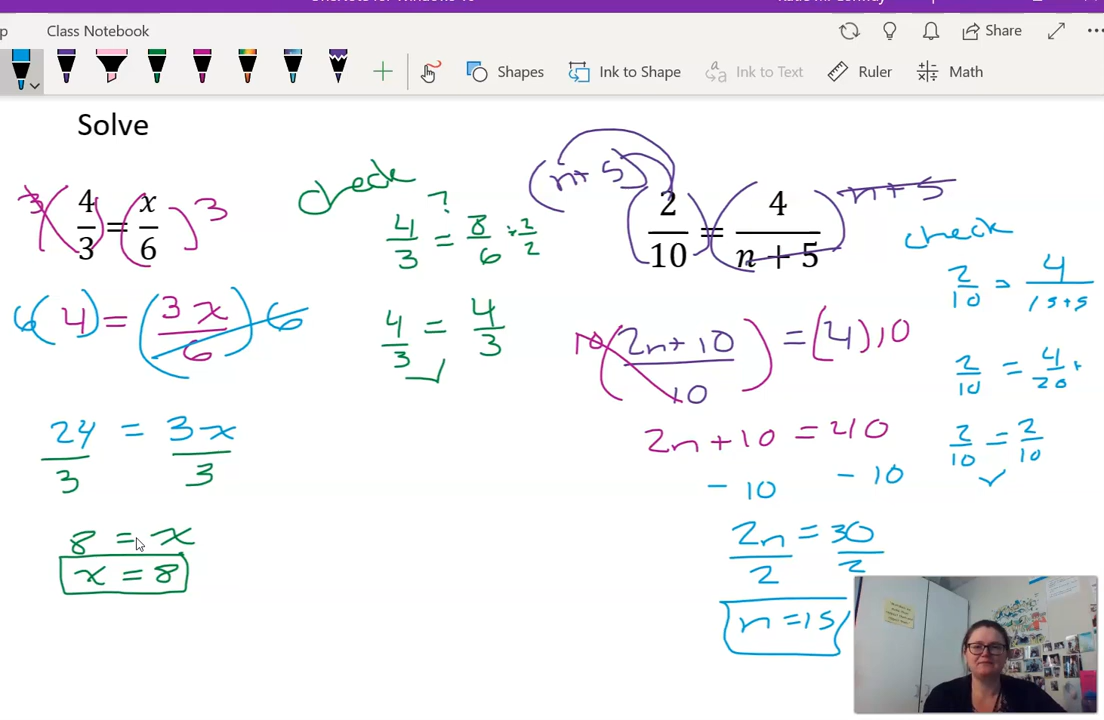 Class Notebook
Share
Shapes
Ink to Shape
Ink to Text
Ruler
Math
Solve
3(4/3) = (x/6)3
6(4) = (3x/6)6
24/3 = 3x/3
8 = x
x = 8
check
?
4/3 = 8/6 ÷ 2/2
4/3 = 4/3 ✓
(n+5)(2/10) = (4/n + 5) n+5
10(2n+10/10) = (4)10
2n + 10 = 40
- 10 - 10
2n/2 = 30/2
n = 15
check
2/10 = 4/15+5
2/10 = 4/20
2/10 = 2/10 ✓